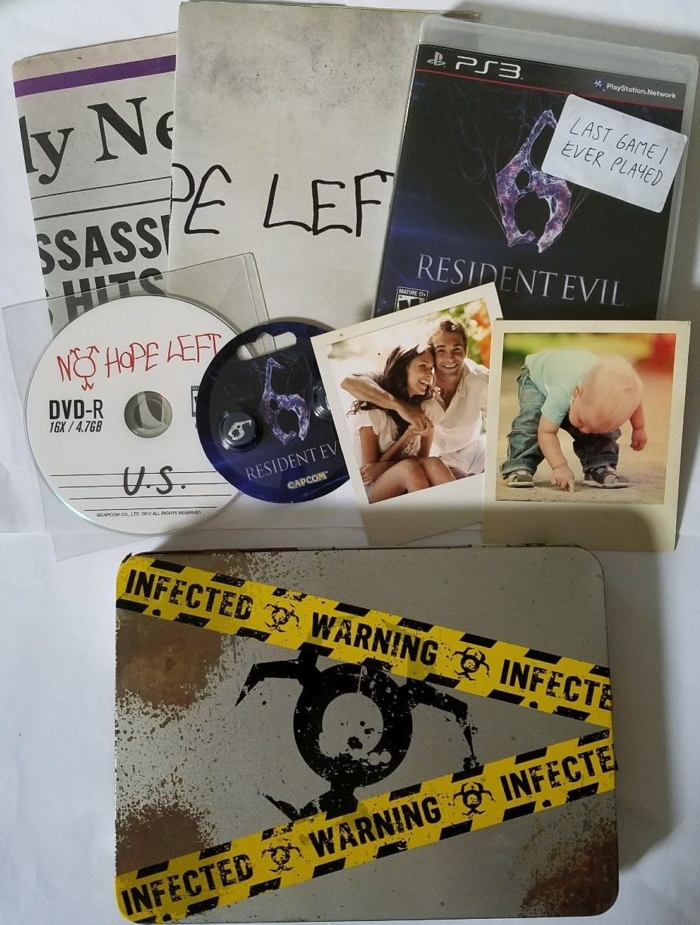 ly Ne
SSASSI
HITS
PE LEF
PS3
PlayStation Network
LAST GAME I
EVER PLAYED
RESIDENT EVIL
MATURE 17+
NO HOPE LEFT
DVD-R
16X / 4.7GB
U.S.
©CAPCOM CO., LTD. 2012 ALL RIGHTS RESERVED.
RESIDENT EV
CAPCOM
INFECTED WARNING INFECTE
INFECTED WARNING INFECTE